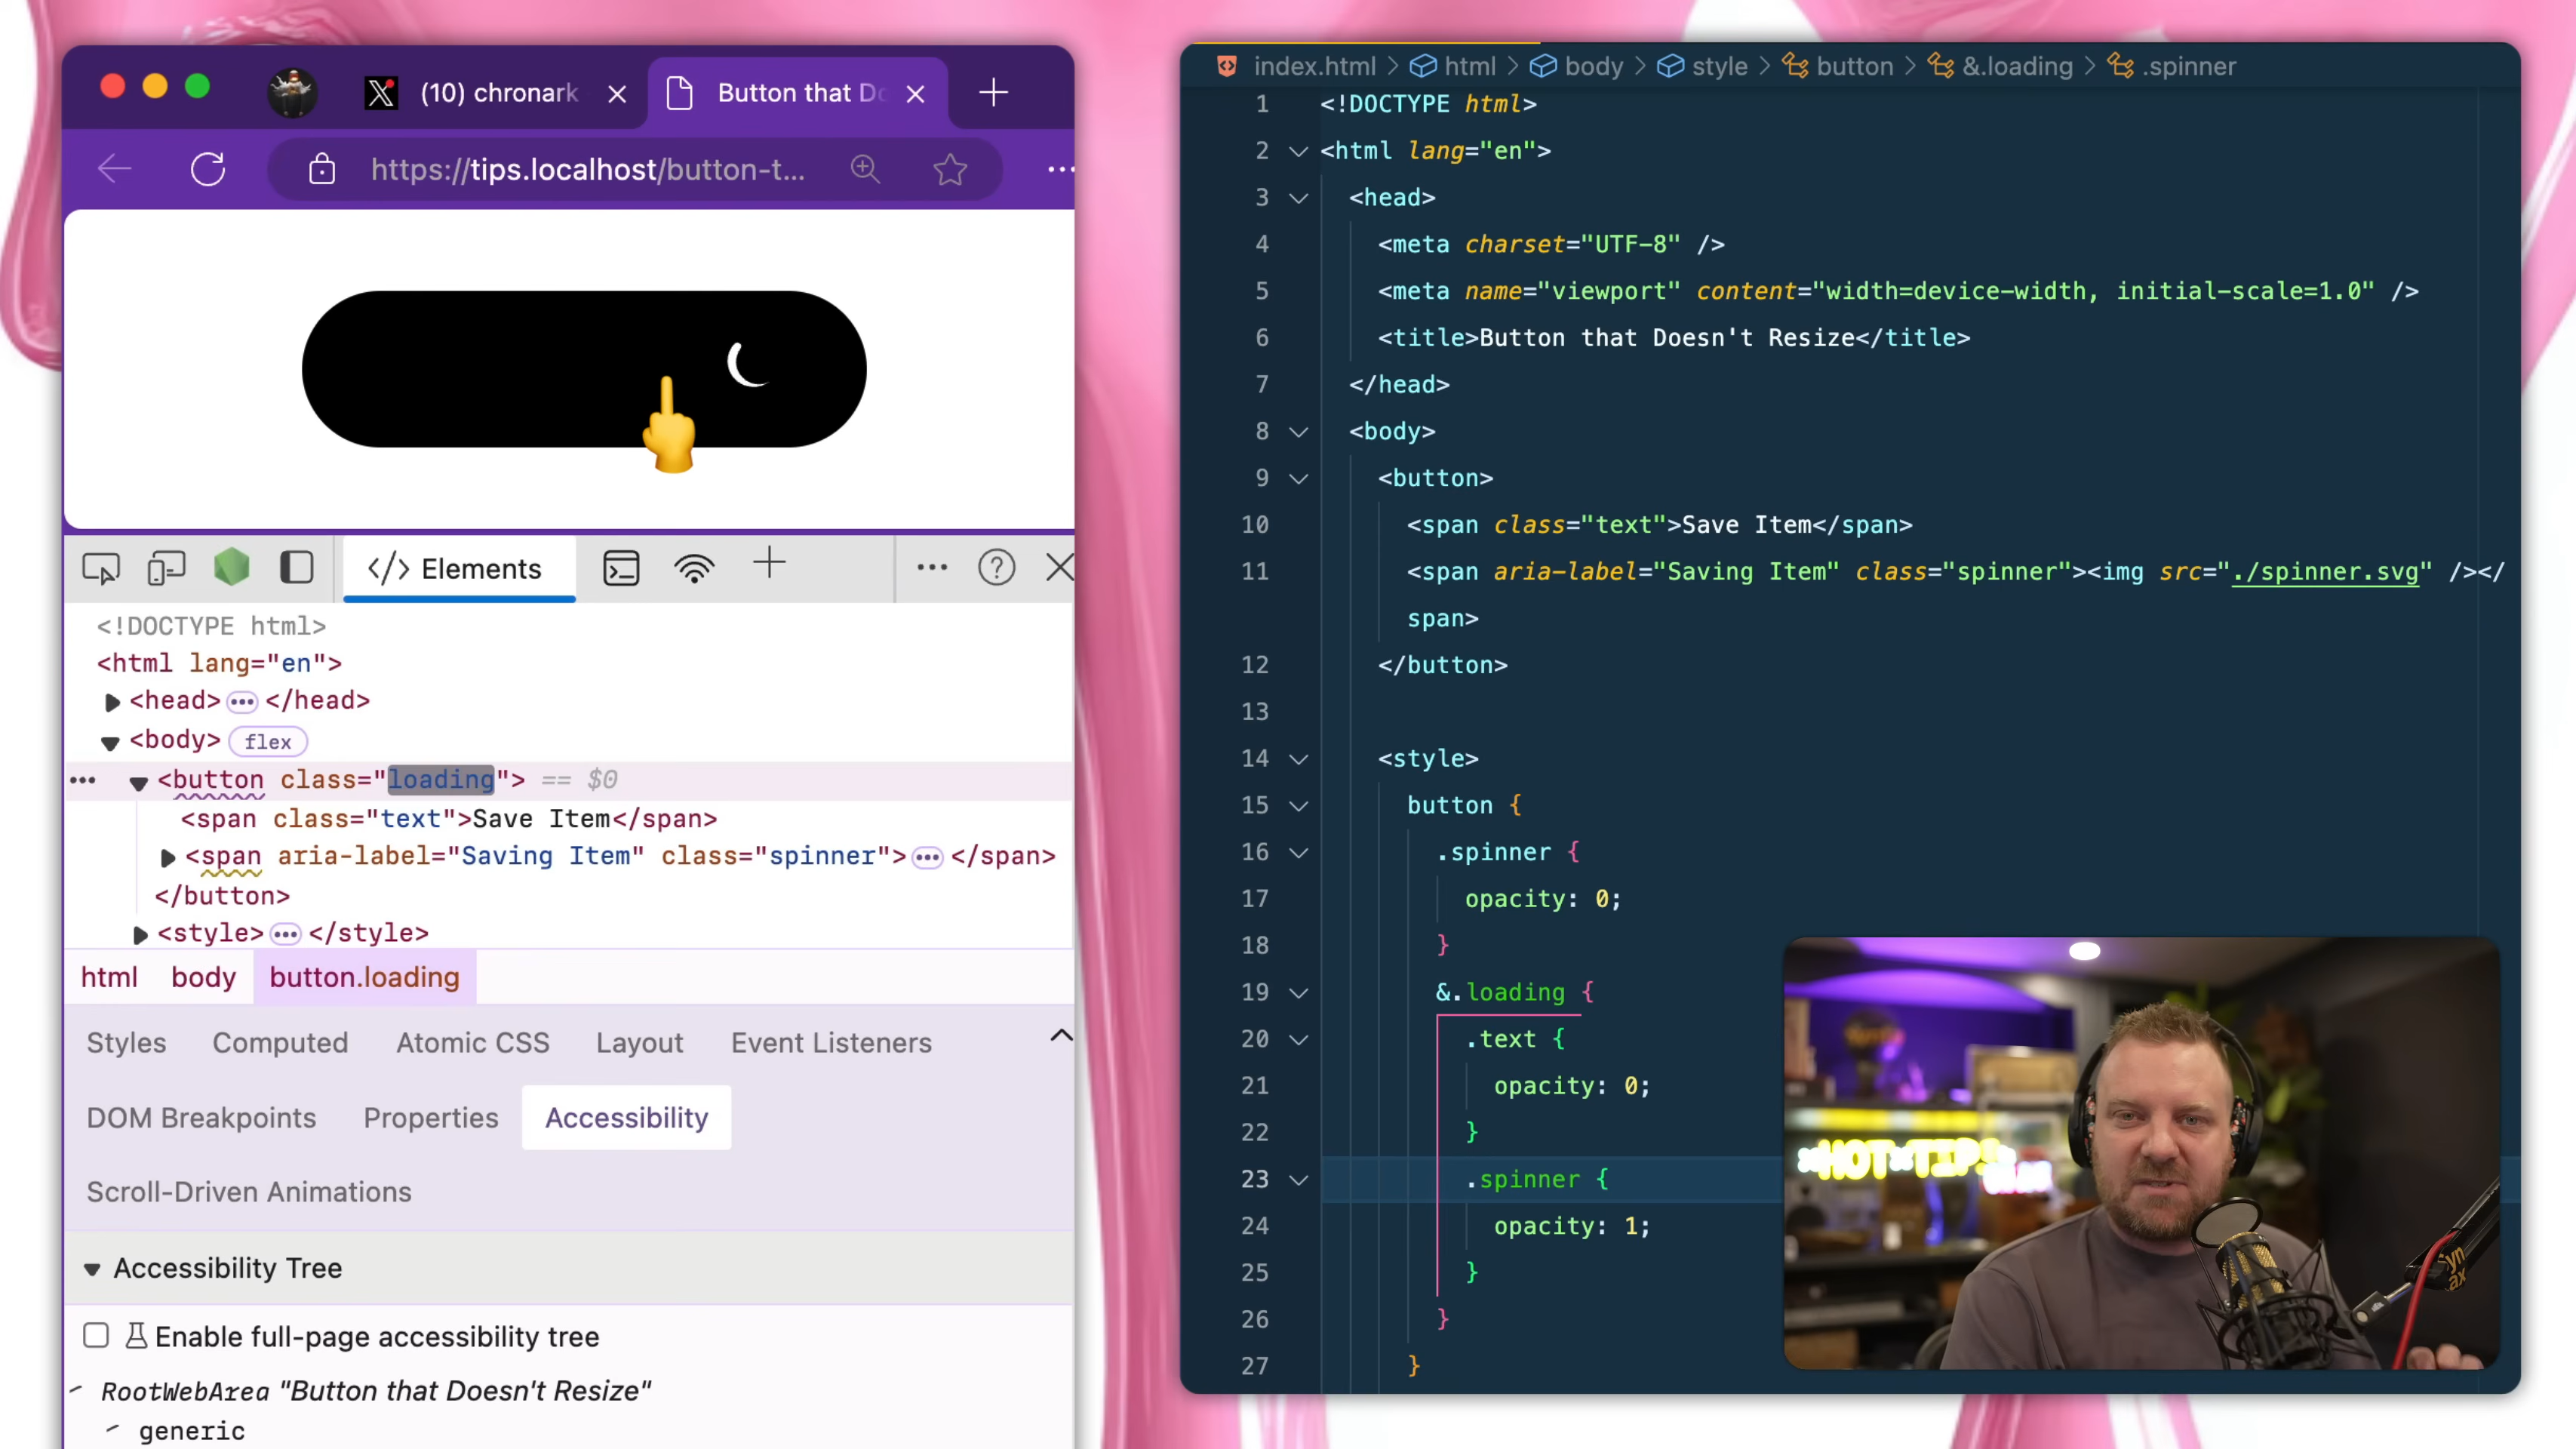 (10) chronark
Button that Do
https://tips.localhost/button-t...
Elements
<!DOCTYPE html>
<html lang="en">
<head> ••• </head>
<body> flex
••• <button class="loading"> == $0
<span class="text">Save Item</span>
<span aria-label="Saving Item" class="spinner"> ••• </span>
</button>
<style> ••• </style>
html body button.loading
Styles Computed Atomic CSS Layout Event Listeners
DOM Breakpoints Properties Accessibility
Scroll-Driven Animations
Accessibility Tree
Enable full-page accessibility tree
RootWebArea "Button that Doesn't Resize"
generic
index.html > html > body > style > button > &.loading > .spinner
1 <!DOCTYPE html>
2 <html lang="en">
3 <head>
4 <meta charset="UTF-8" />
5 <meta name="viewport" content="width=device-width, initial-scale=1.0" />
6 <title>Button that Doesn't Resize</title>
7 </head>
8 <body>
9 <button>
10 <span class="text">Save Item</span>
11 <span aria-label="Saving Item" class="spinner"><img src="./spinner.svg" /></
span>
12 </button>
13
14 <style>
15 button {
16 .spinner {
17 opacity: 0;
18 }
19 &.loading {
20 .text {
21 opacity: 0;
22 }
23 .spinner {
24 opacity: 1;
25 }
26 }
27 }
HOT TIP!
Syn
ax